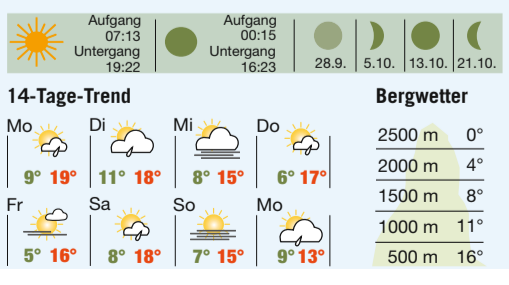 Aufgang
07:13
Untergang
19:22
Aufgang
00:15
Untergang
16:23
28.9. 5.10. 13.10. 21.10.
14-Tage-Trend
Mo Di Mi Do
9° 19° 11° 18° 8° 15° 6° 17°
Fr Sa So Mo
5° 16° 8° 18° 7° 15° 9° 13°
Bergwetter
2500 m 0°
2000 m 4°
1500 m 8°
1000 m 11°
500 m 16°